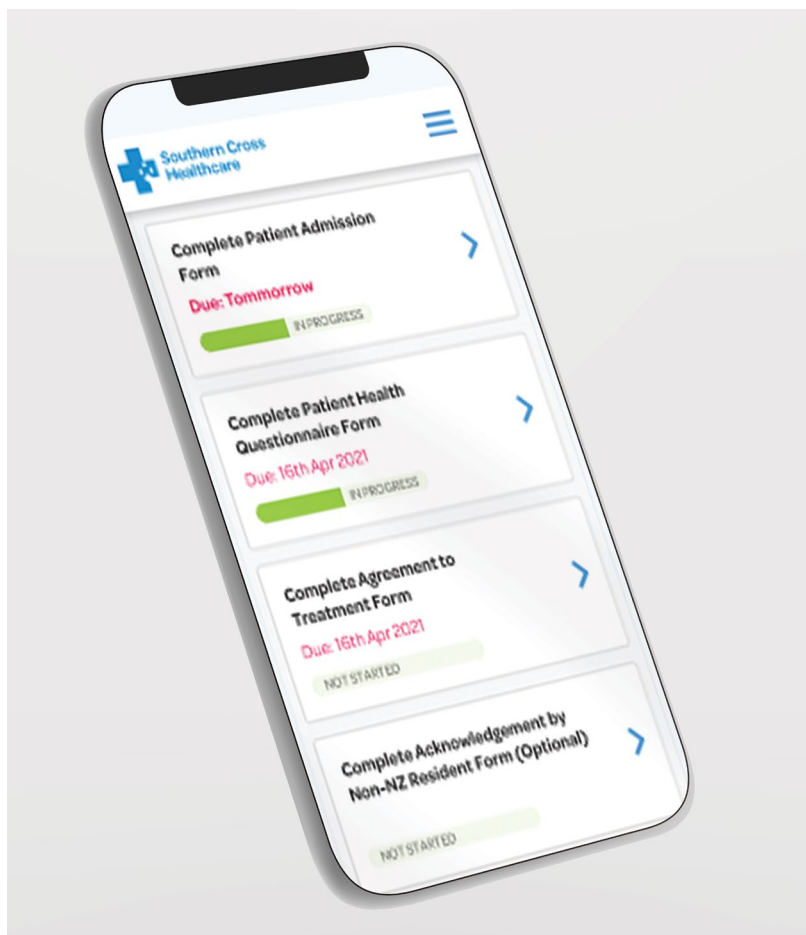 Southern Cross
Healthcare
Complete Patient Admission
Form
Due: Tommorrow
IN PROGRESS
Complete Patient Health
Questionnaire Form
Due: 16th Apr 2021
IN PROGRESS
Complete Agreement to
Treatment Form
Due: 16th Apr 2021
NOT STARTED
Complete Acknowledgement by
Non-NZ Resident Form (Optional)
NOT STARTED